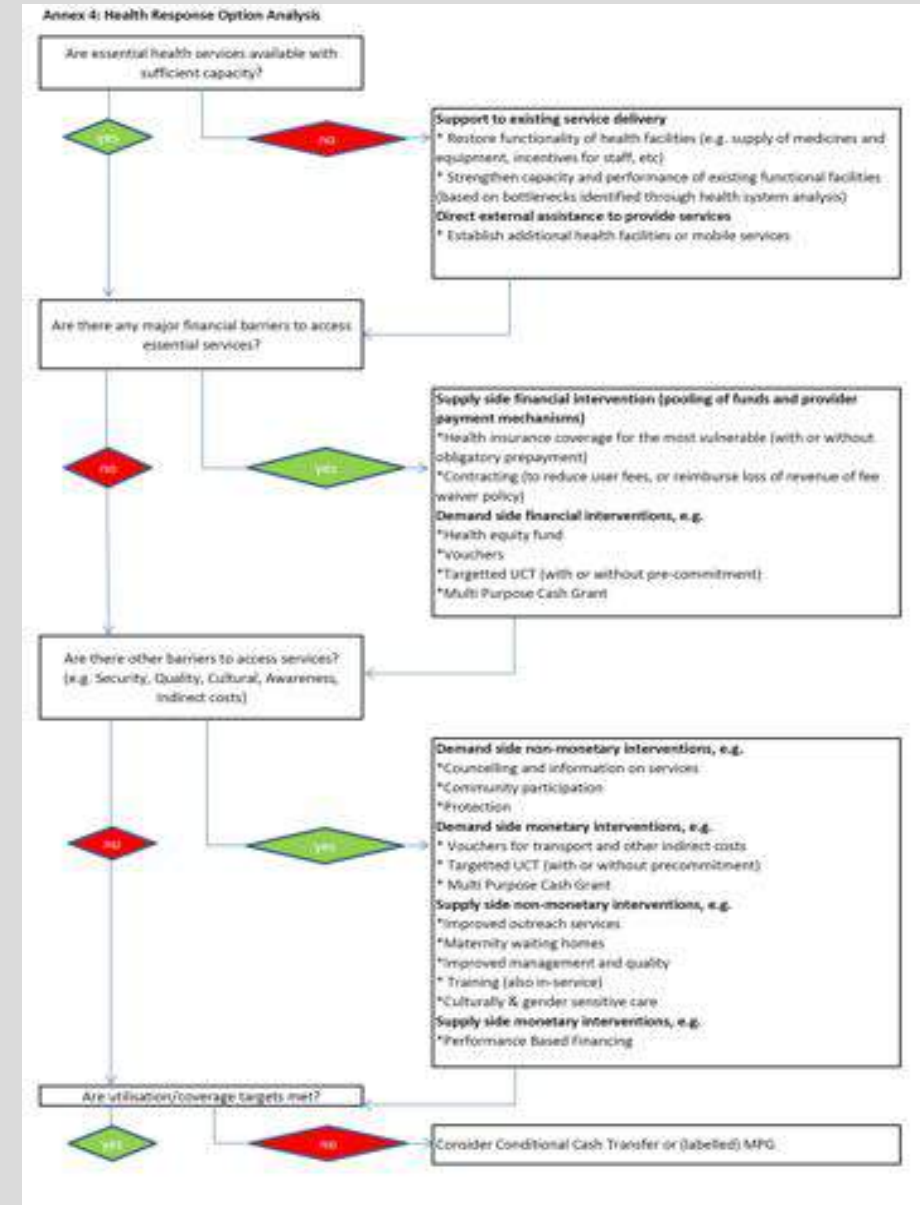 Annex 4: Health Response Option Analysis
Are essential health services available with
sufficient capacity?
yes
no
Support to existing service delivery
* Restore functionality of health facilities (e.g. supply of medicines and
equipment, incentives for staff, etc)
* Strengthen capacity and performance of existing functional facilities
(based on bottlenecks identified through health system analysis)
Direct external assistance to provide services
* Establish additional health facilities or mobile services
Are there any major financial barriers to access
essential services?
no
yes
Supply side financial intervention (pooling of funds and provider
payment mechanisms)
*Health insurance coverage for the most vulnerable (with or without
obligatory prepayment)
*Contracting (to reduce user fees, or reimburse loss of revenue of fee
waiver policy)
Demand side financial interventions, e.g.
*Health equity fund
*Vouchers
*Targetted UCT (with or without pre-commitment)
*Multi Purpose Cash Grant
Are there other barriers to access services?
(e.g. Security, Quality, Cultural, Awareness,
Indirect costs)
no
yes
Demand side non-monetary interventions, e.g.
*Counselling and information on services
*Community participation
*Protection
Demand side monetary interventions, e.g.
* Vouchers for transport and other indirect costs
* Targetted UCT (with or without precommitment)
* Multi Purpose Cash Grant
Supply side non-monetary interventions, e.g.
*Improved outreach services
*Maternity waiting homes
*Improved management and quality
* Training (also in-service)
*Culturally & gender sensitive care
Supply side monetary interventions, e.g.
*Performance Based Financing
Are utilisation/coverage targets met?
yes
no
Consider Conditional Cash Transfer or (labelled) MPG